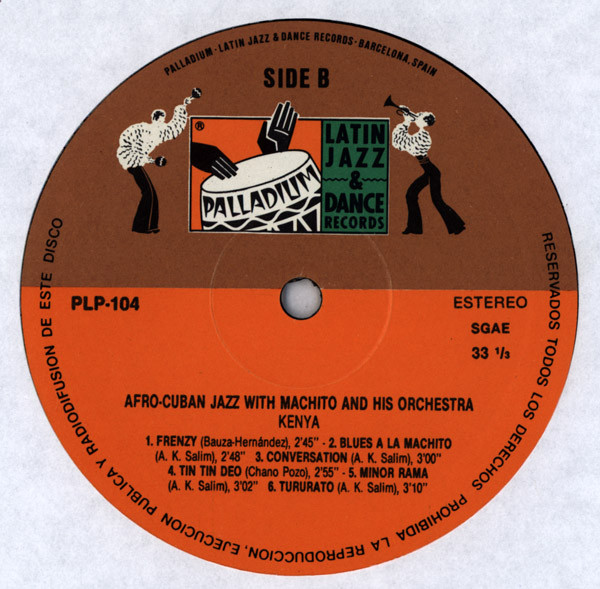 PALLADIUM - LATIN JAZZ & DANCE RECORDS - BARCELONA, SPAIN
SIDE B
®
PALLADIUM
LATIN
JAZZ
&
DANCE
RECORDS
PLP-104
ESTEREO
SGAE
33 1/3
AFRO-CUBAN JAZZ WITH MACHITO AND HIS ORCHESTRA
KENYA
1. FRENZY (Bauza-Hernández), 2'45" - 2. BLUES A LA MACHITO
(A. K. Salim), 2'48" 3. CONVERSATION (A. K. Salim), 3'00"
4. TIN TIN DEO (Chano Pozo), 2'55" - 5. MINOR RAMA
(A. K. Salim), 3'02" 6. TURURATO (A. K. Salim), 3'10"
RESERVADOS TODOS LOS DERECHOS PROHIBIDA LA REPRODUCCION, EJECUCION PUBLICA Y RADIODIFUSION DE ESTE DISCO